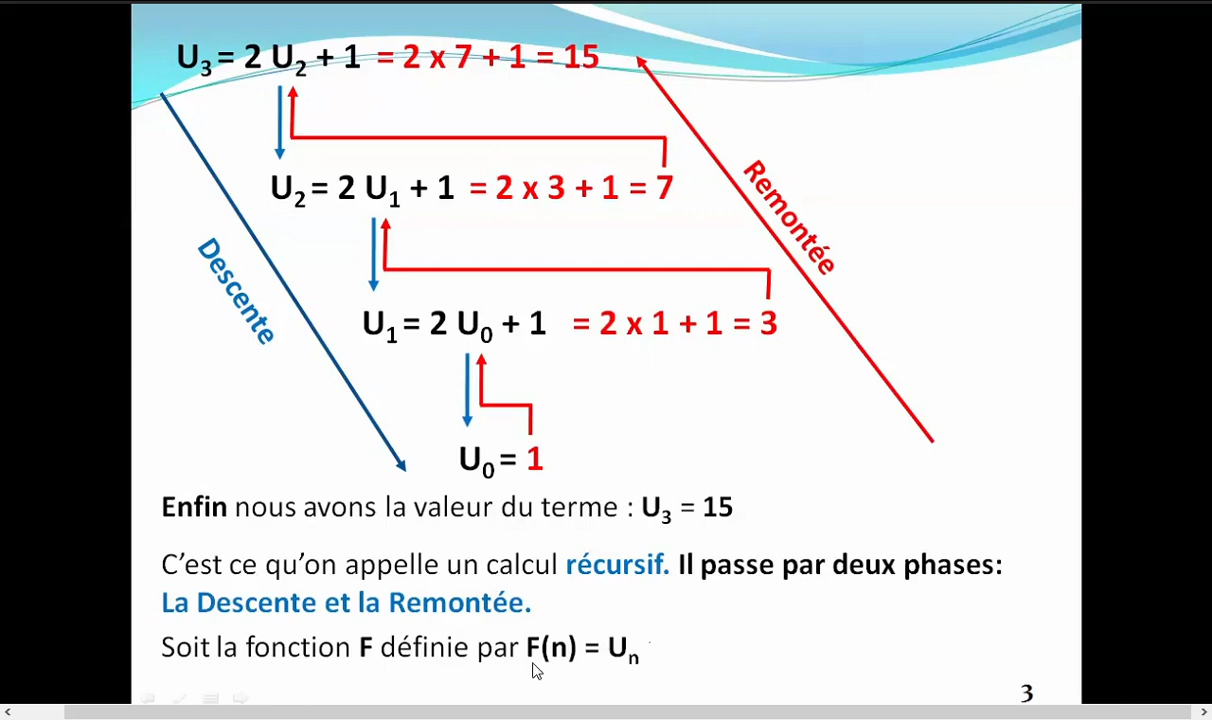 U₃ = 2 U₂ + 1 = 2 x 7 + 1 = 15
U₂ = 2 U₁ + 1 = 2 x 3 + 1 = 7
Remontée
Descente
U₁ = 2 U₀ + 1 = 2 x 1 + 1 = 3
U₀ = 1
Enfin nous avons la valeur du terme : U₃ = 15
C’est ce qu’on appelle un calcul récursif. Il passe par deux phases:
La Descente et la Remontée.
Soit la fonction F définie par F(n) = Uₙ
3